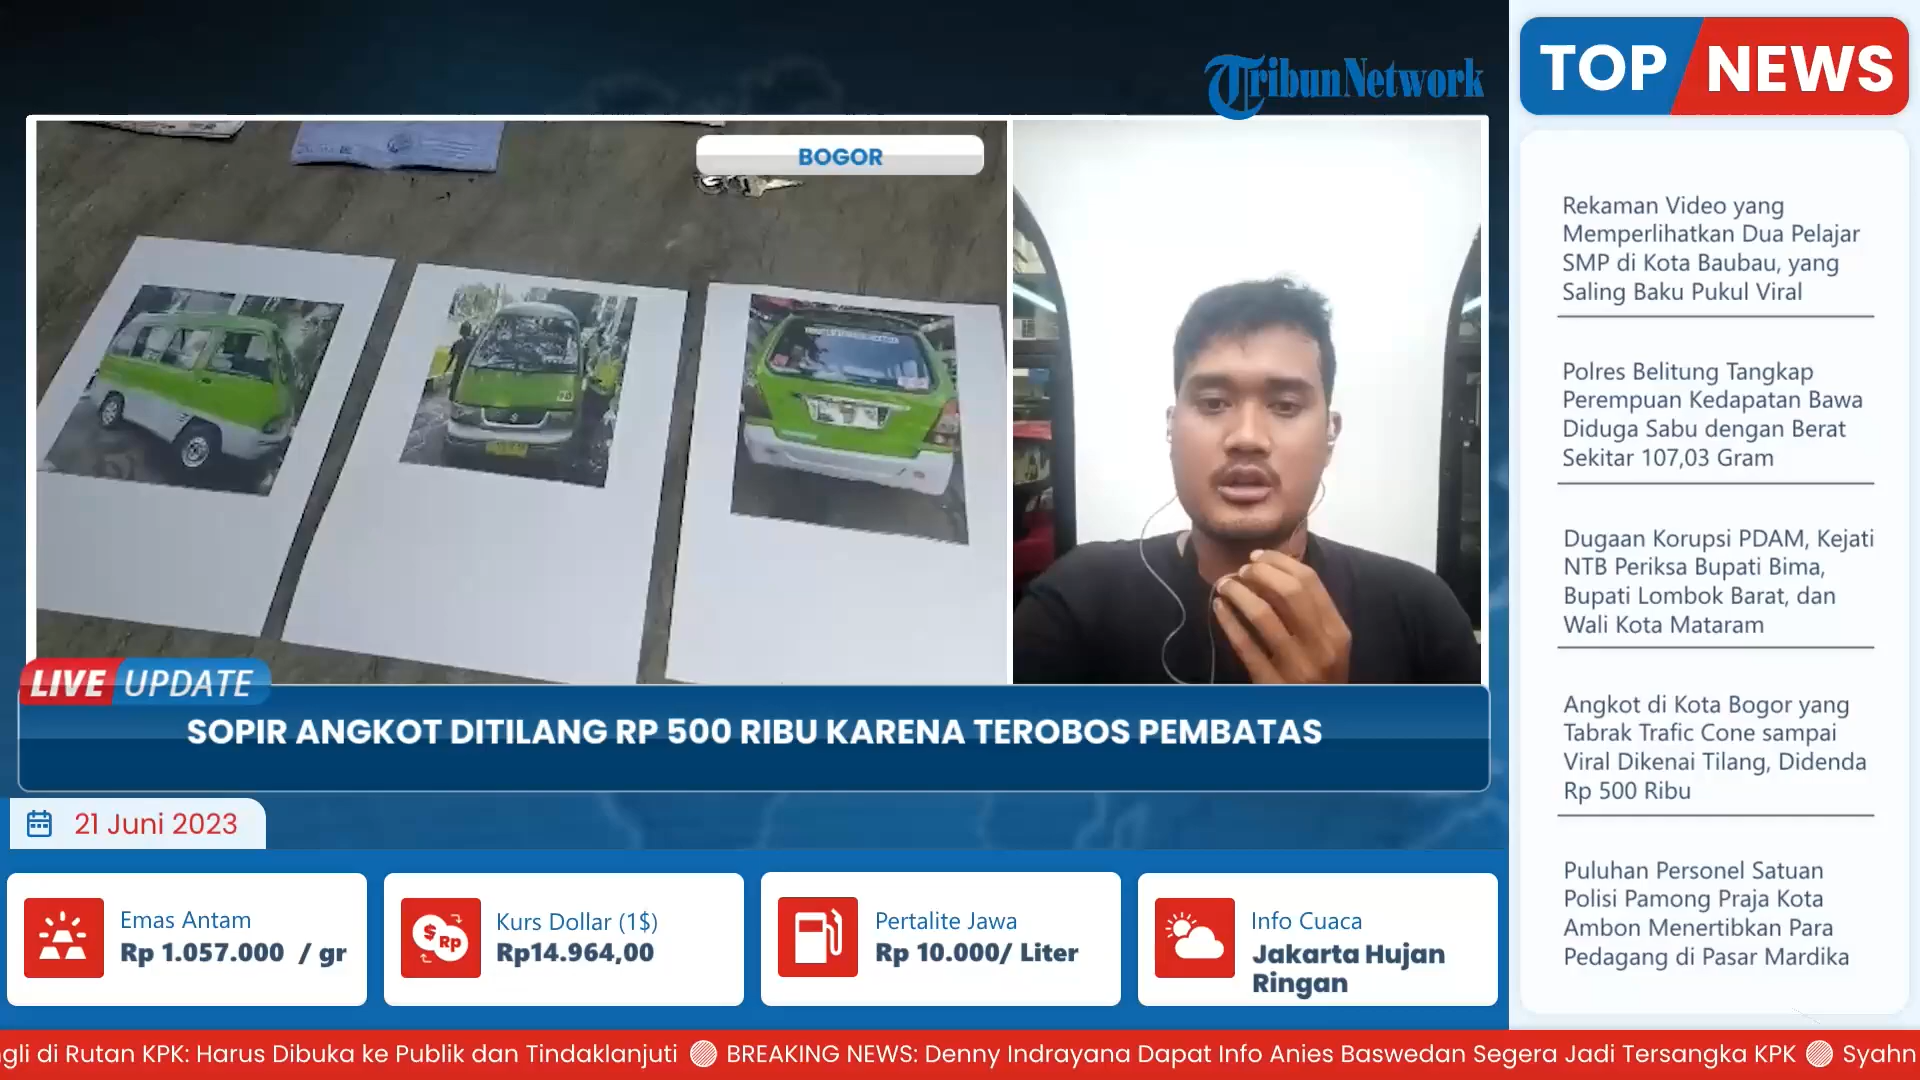 TribunNetwork
BOGOR
LIVE UPDATE
SOPIR ANGKOT DITILANG RP 500 RIBU KARENA TEROBOS PEMBATAS
21 Juni 2023
Emas Antam
Rp 1.057.000 / gr
Kurs Dollar (1$)
Rp14.964,00
Pertalite Jawa
Rp 10.000/ Liter
Info Cuaca
Jakarta Hujan
Ringan
TOP NEWS
Rekaman Video yang
Memperlihatkan Dua Pelajar
SMP di Kota Baubau, yang
Saling Baku Pukul Viral
Polres Belitung Tangkap
Perempuan Kedapatan Bawa
Diduga Sabu dengan Berat
Sekitar 107,03 Gram
Dugaan Korupsi PDAM, Kejati
NTB Periksa Bupati Bima,
Bupati Lombok Barat, dan
Wali Kota Mataram
Angkot di Kota Bogor yang
Tabrak Trafic Cone sampai
Viral Dikenai Tilang, Didenda
Rp 500 Ribu
Puluhan Personel Satuan
Polisi Pamong Praja Kota
Ambon Menertibkan Para
Pedagang di Pasar Mardika
gli di Rutan KPK: Harus Dibuka ke Publik dan Tindaklanjuti BREAKING NEWS: Denny Indrayana Dapat Info Anies Baswedan Segera Jadi Tersangka KPK Syahn